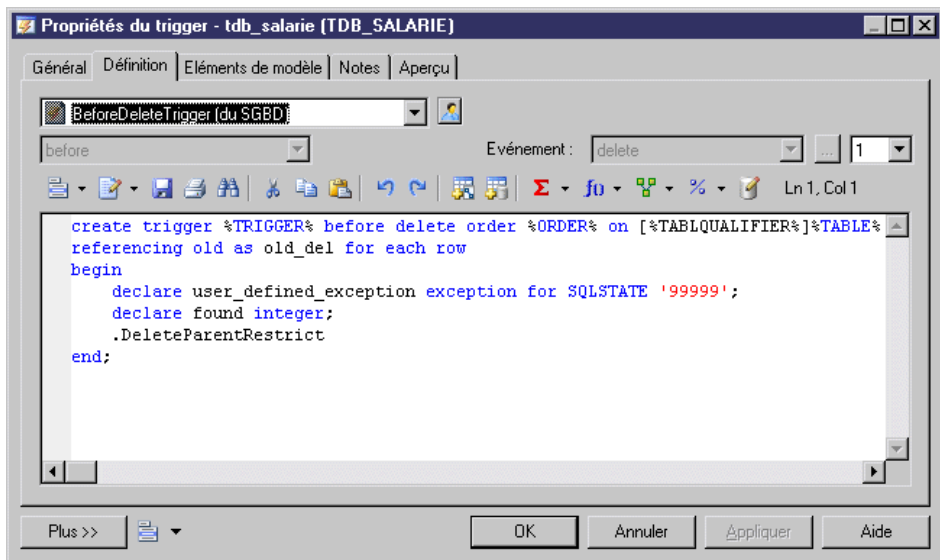 Propriétés du trigger - tdb_salarie (TDB_SALARIE)
Général Définition Eléments de modèle Notes Aperçu
BeforeDeleteTrigger (du SGBD)
before Evénement : delete ... 1
Σ fo % Ln 1, Col 1
create trigger %TRIGGER% before delete order %ORDER% on [%TABLQUALIFIER%]%TABLE%
referencing old as old_del for each row
begin
declare user_defined_exception exception for SQLSTATE '99999';
declare found integer;
.DeleteParentRestrict
end;
Plus >> OK Annuler Appliquer Aide